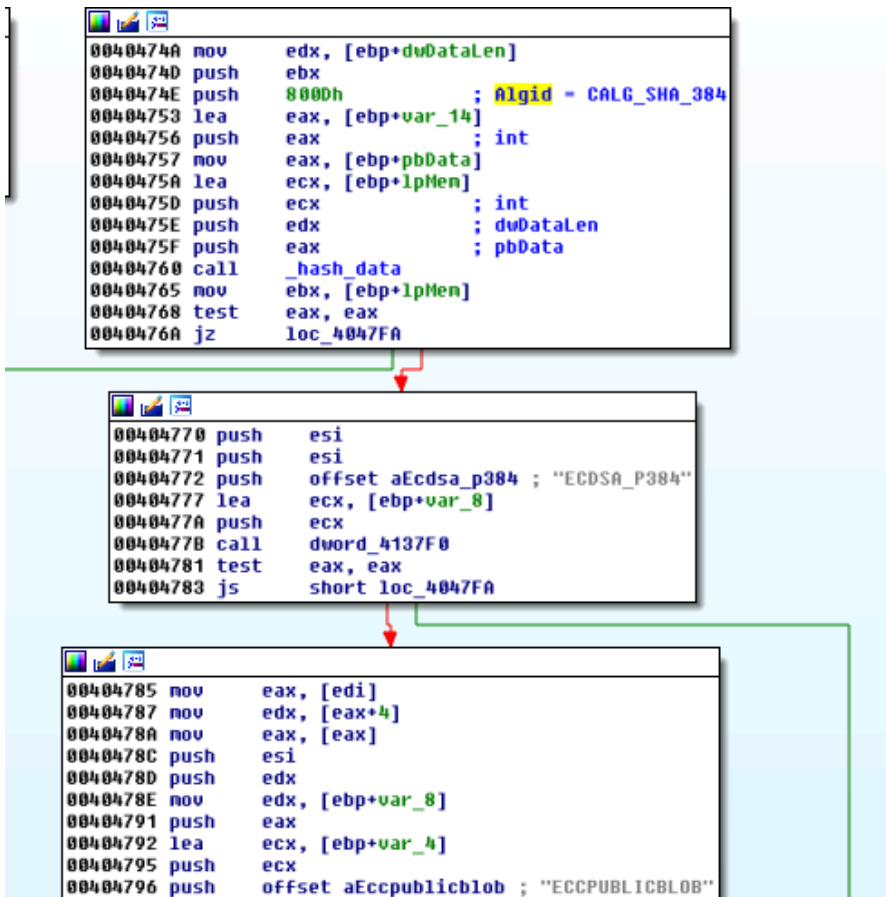 0040474A mov     edx, [ebp+dwDataLen]
0040474D push    ebx
0040474E push    800Dh           ; Algid = CALG_SHA_384
00404753 lea     eax, [ebp+var_14]
00404756 push    eax             ; int
00404757 mov     eax, [ebp+pbData]
0040475A lea     ecx, [ebp+lpMem]
0040475D push    ecx             ; int
0040475E push    edx             ; dwDataLen
0040475F push    eax             ; pbData
00404760 call    _hash_data
00404765 mov     ebx, [ebp+lpMem]
00404768 test    eax, eax
0040476A jz      loc_4047FA
00404770 push    esi
00404771 push    esi
00404772 push    offset aEcdsa_p384 ; "ECDSA_P384"
00404777 lea     ecx, [ebp+var_8]
0040477A push    ecx
0040477B call    dword_4137F0
00404781 test    eax, eax
00404783 js      short loc_4047FA
00404785 mov     eax, [edi]
00404787 mov     edx, [eax+4]
0040478A mov     eax, [eax]
0040478C push    esi
0040478D push    edx
0040478E mov     edx, [ebp+var_8]
00404791 push    eax
00404792 lea     ecx, [ebp+var_4]
00404795 push    ecx
00404796 push    offset aEccpublicblob ; "ECCPUBLICBLOB"